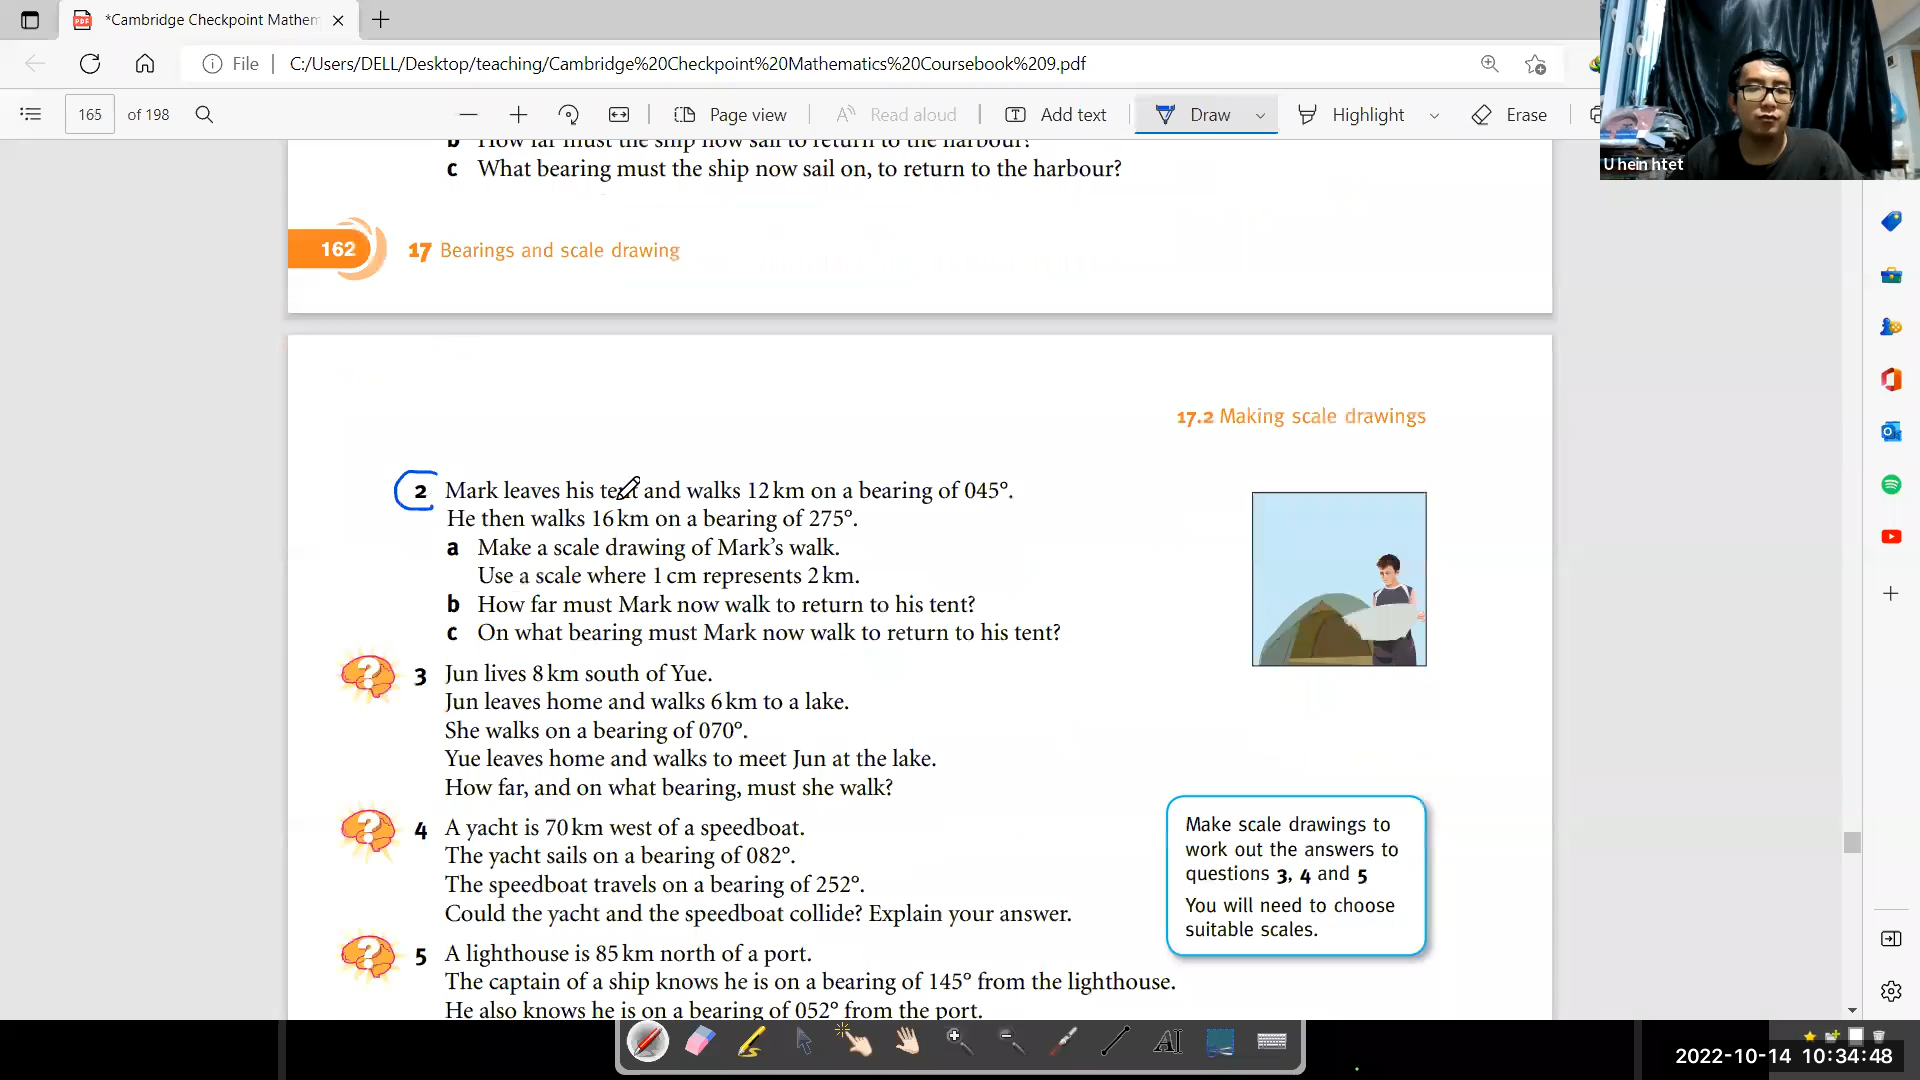 *Cambridge Checkpoint Mathem
File
C:/Users/DELL/Desktop/teaching/Cambridge%20Checkpoint%20Mathematics%20Coursebook%209.pdf
165 of 198
Page view
Read aloud
Add text
Draw
Highlight
Erase
U hein htet
b How far must the ship now sail to return to the harbour?
c What bearing must the ship now sail on, to return to the harbour?
162
17 Bearings and scale drawing
17.2 Making scale drawings
2 Mark leaves his tent and walks 12 km on a bearing of 045°.
He then walks 16 km on a bearing of 275°.
a Make a scale drawing of Mark's walk.
Use a scale where 1 cm represents 2 km.
b How far must Mark now walk to return to his tent?
c On what bearing must Mark now walk to return to his tent?
3 Jun lives 8 km south of Yue.
Jun leaves home and walks 6 km to a lake.
She walks on a bearing of 070°.
Yue leaves home and walks to meet Jun at the lake.
How far, and on what bearing, must she walk?
4 A yacht is 70 km west of a speedboat.
The yacht sails on a bearing of 082°.
The speedboat travels on a bearing of 252°.
Could the yacht and the speedboat collide? Explain your answer.
Make scale drawings to
work out the answers to
questions 3, 4 and 5
You will need to choose
suitable scales.
5 A lighthouse is 85 km north of a port.
The captain of a ship knows he is on a bearing of 145° from the lighthouse.
He also knows he is on a bearing of 052° from the port.
2022-10-14 10:34:48